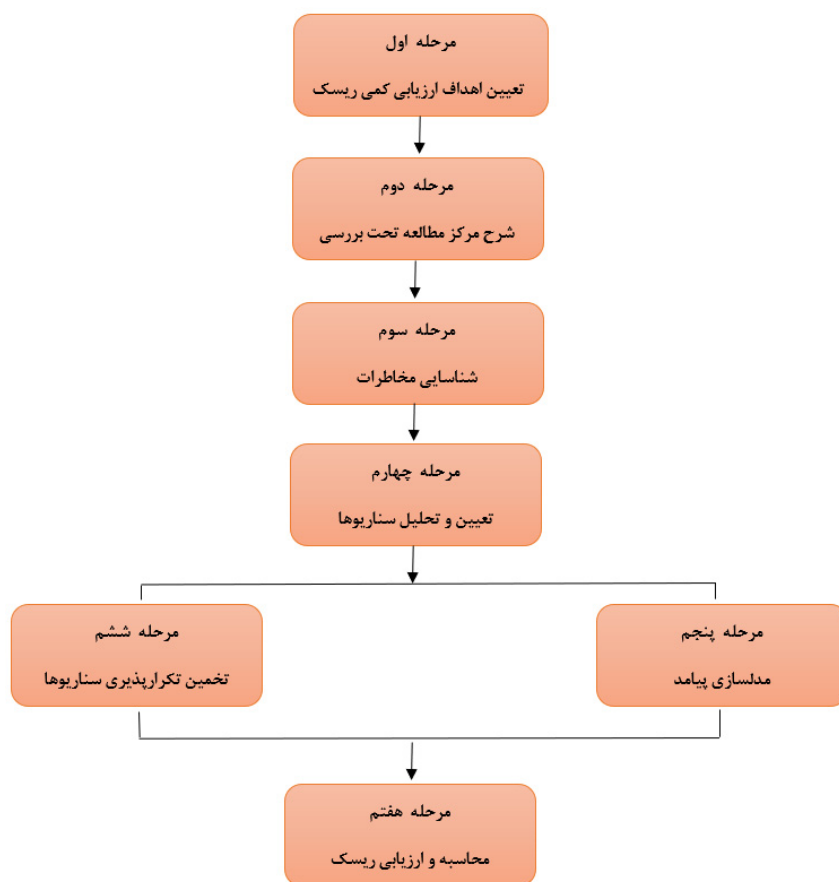 مرحله اول
تعیین اهداف ارزیابی کمی ریسک
مرحله دوم
شرح مرکز مطالعه تحت بررسی
مرحله سوم
شناسایی مخاطرات
مرحله چهارم
تعیین و تحلیل سناریوها
مرحله پنجم
مدلسازی پیامد
مرحله ششم
تخمین تکرارپذیری سناریوها
مرحله هفتم
محاسبه و ارزیابی ریسک